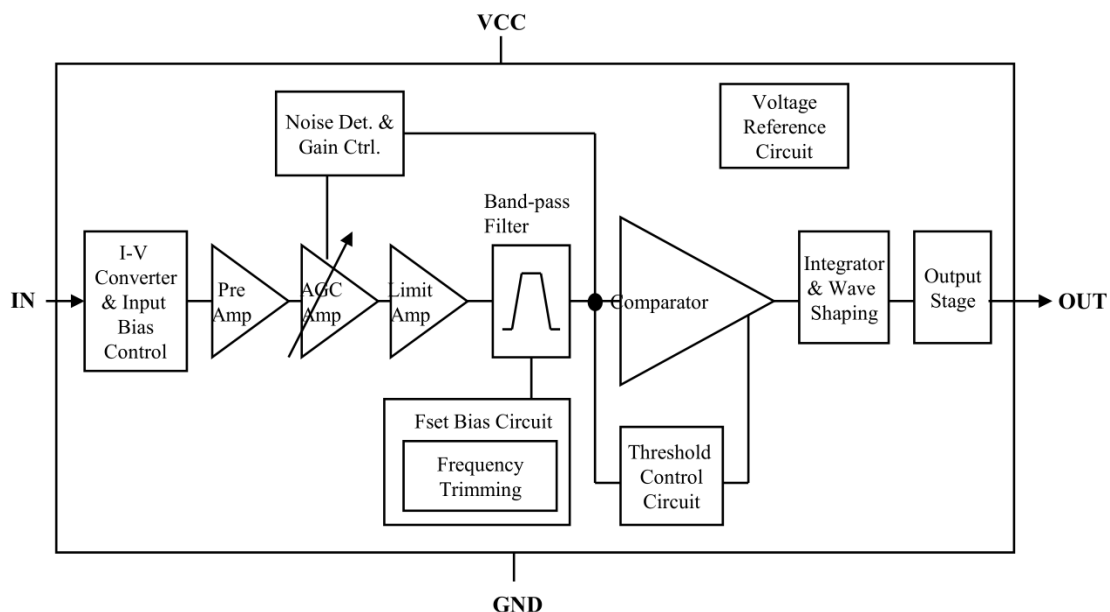 VCC
Noise Det. &
Gain Ctrl.
Voltage
Reference
Circuit
Band-pass
Filter
IN
I-V
Converter
& Input
Bias
Control
Pre
Amp
AGC
Amp
Limit
Amp
Comparator
Integrator
& Wave
Shaping
Output
Stage
OUT
Fset Bias Circuit
Frequency
Trimming
Threshold
Control
Circuit
GND